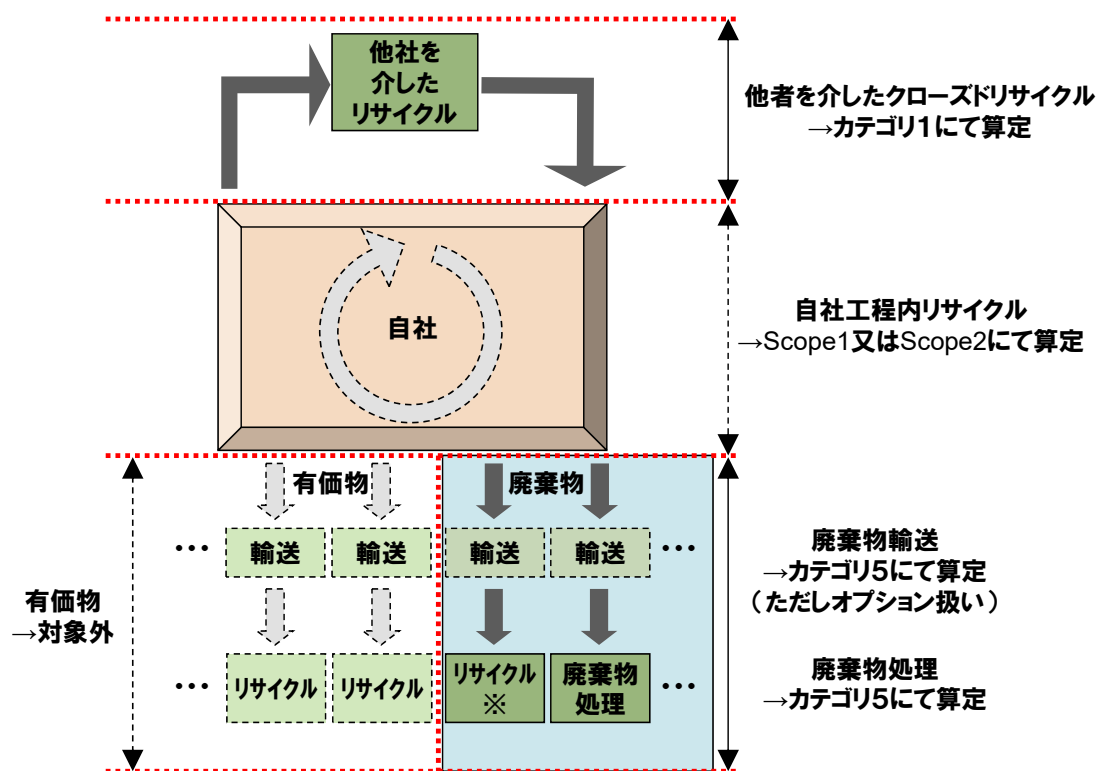 他社を
介した
リサイクル
他者を介したクローズドリサイクル
→カテゴリ1にて算定
自社
自社工程内リサイクル
→Scope1又はScope2にて算定
有価物
廃棄物
… 輸送 輸送 輸送 輸送 …
廃棄物輸送
→カテゴリ5にて算定
（ただしオプション扱い）
有価物
→対象外
… リサイクル リサイクル
リサイクル
※
廃棄物
処理
…
廃棄物処理
→カテゴリ5にて算定